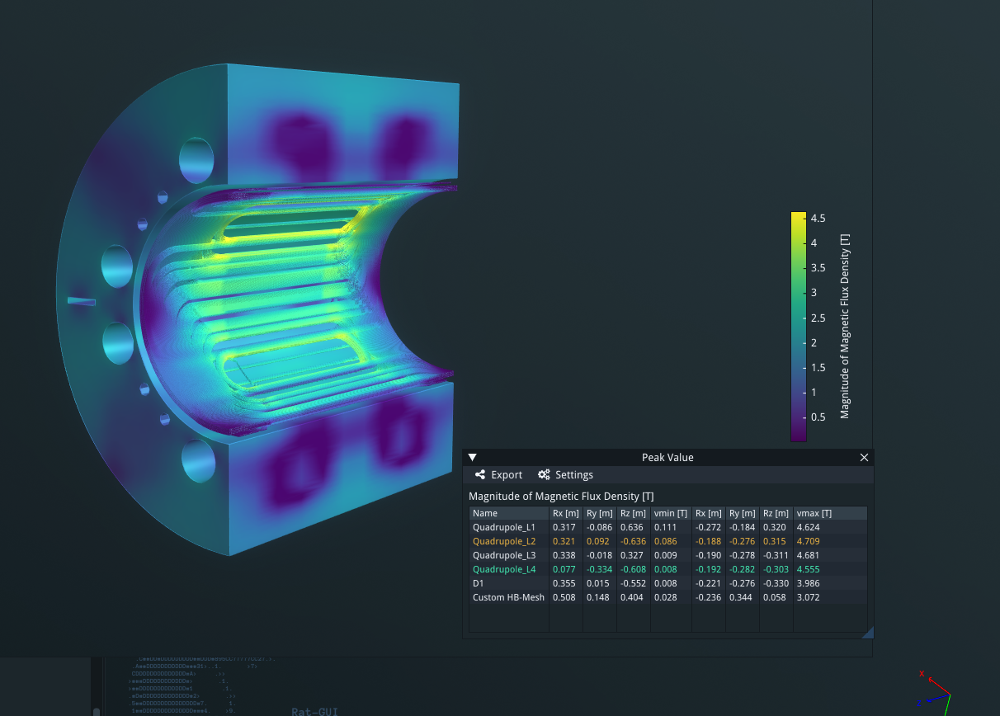 4.5
4
3.5
3
2.5
2
1.5
1
0.5
Magnitude of Magnetic Flux Density [T]
Peak Value
Export Settings
Magnitude of Magnetic Flux Density [T]
Name Rx [m] Ry [m] Rz [m] vmin [T] Rx [m] Ry [m] Rz [m] vmax [T]
Quadrupole_L1 0.317 -0.086 0.636 0.111 -0.272 -0.184 0.320 4.624
Quadrupole_L2 0.321 0.092 -0.636 0.086 -0.188 -0.276 0.315 4.709
Quadrupole_L3 0.338 -0.018 0.327 0.009 -0.190 -0.278 -0.311 4.681
Quadrupole_L4 0.077 -0.334 -0.608 0.008 -0.192 -0.282 -0.303 4.555
D1 0.355 0.015 -0.552 0.008 -0.221 -0.276 -0.330 3.986
Custom HB-Mesh 0.508 0.148 0.404 0.028 -0.236 0.344 0.058 3.072
Rat-GUI
X
Z